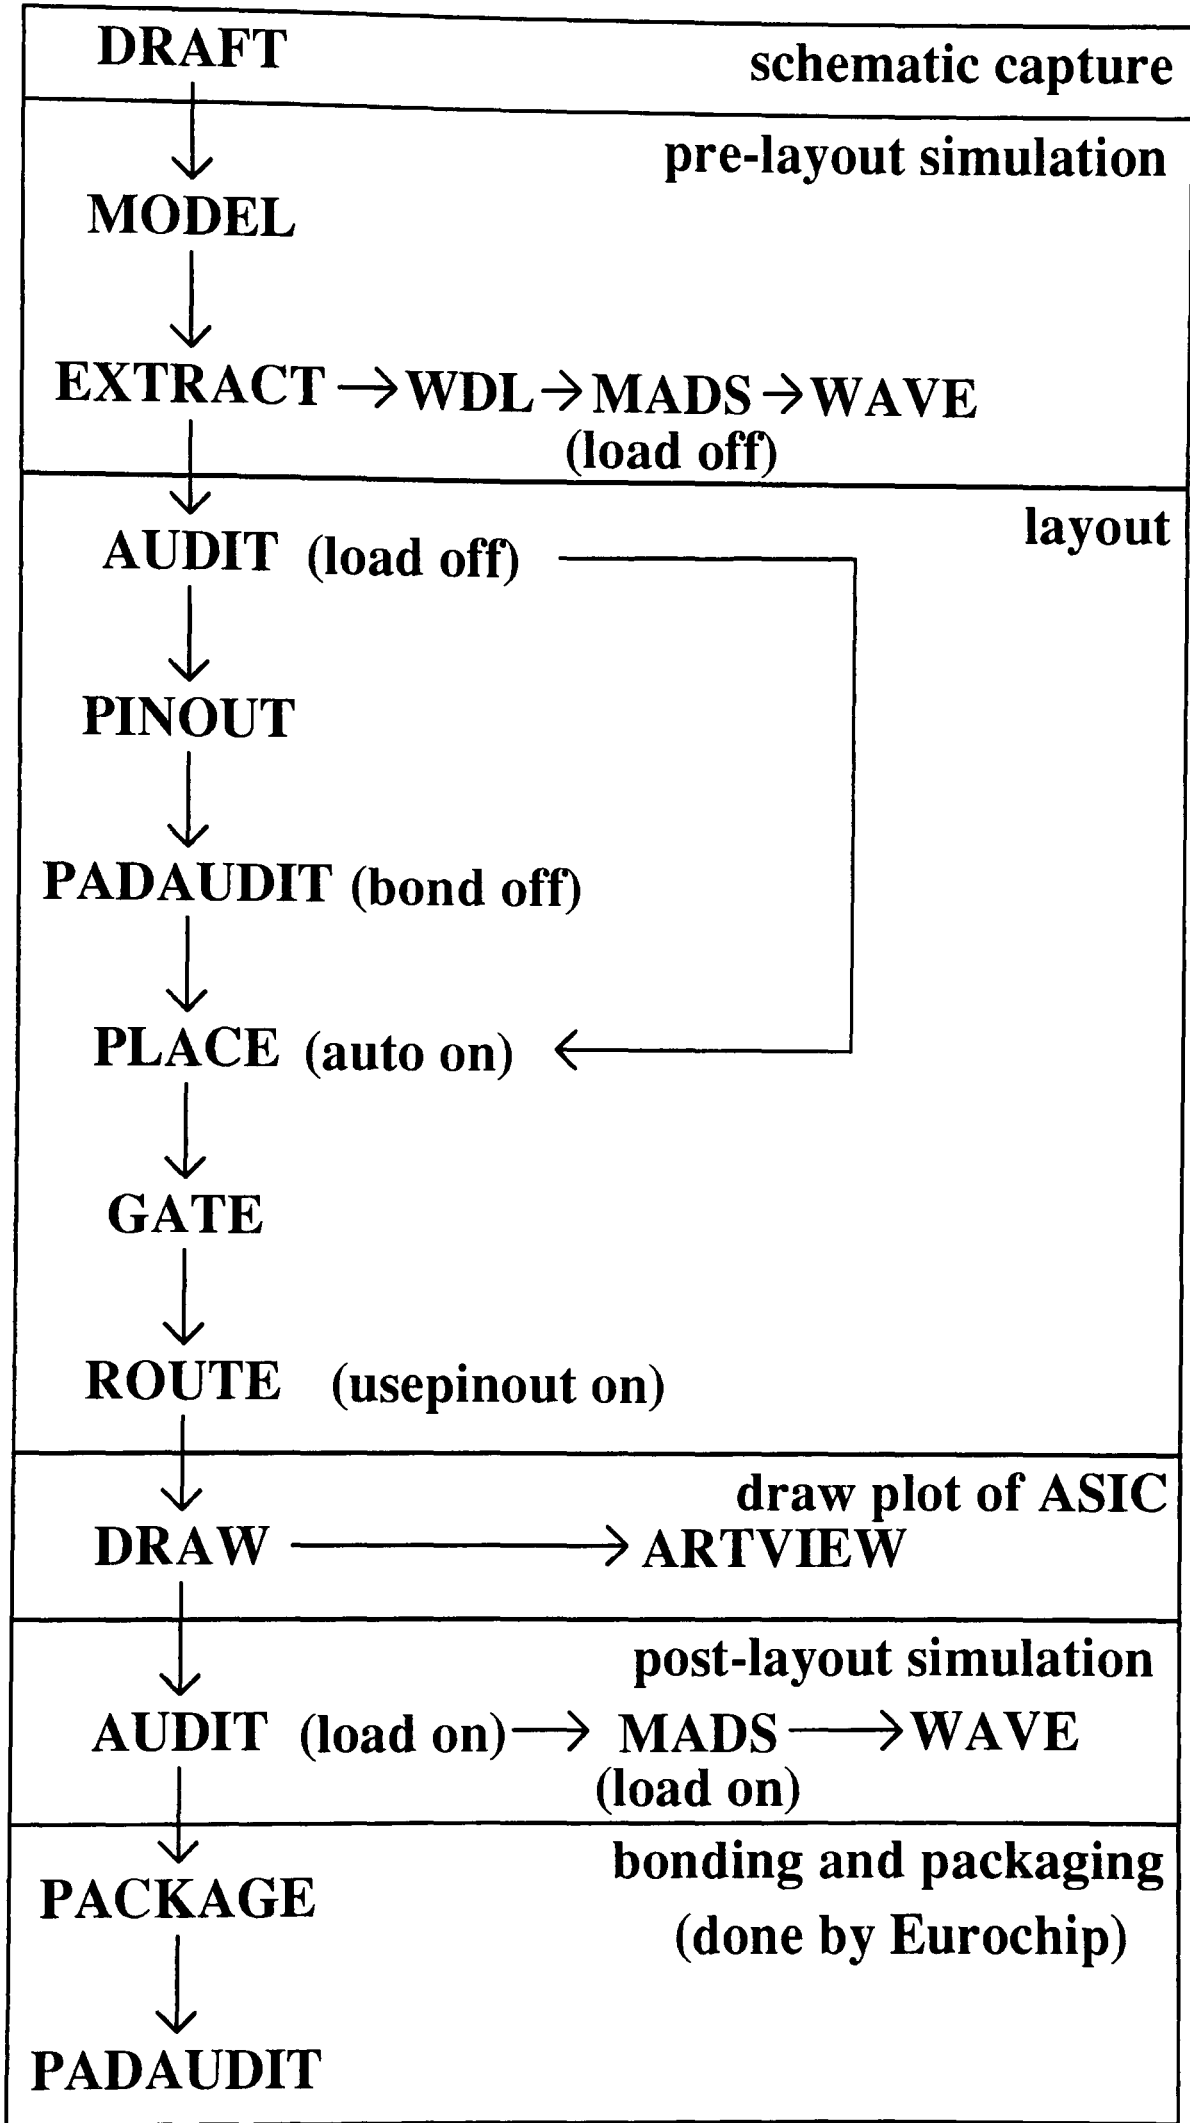 DRAFT
schematic capture
pre-layout simulation
MODEL
EXTRACT WDL MADS WAVE
(load off)
layout
AUDIT (load off)
PINOUT
PADAUDIT (bond off)
PLACE (auto on)
GATE
ROUTE (usepinout on)
draw plot of ASIC
DRAW ARTVIEW
post-layout simulation
AUDIT (load on) MADS WAVE
(load on)
bonding and packaging
PACKAGE
(done by Eurochip)
PADAUDIT